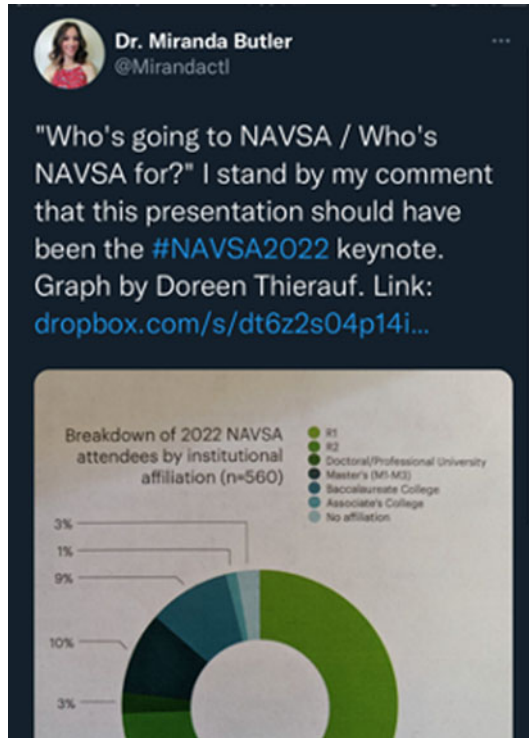 Dr. Miranda Butler
@Mirandactl
"Who's going to NAVSA / Who's
NAVSA for?" I stand by my comment
that this presentation should have
been the #NAVSA2022 keynote.
Graph by Doreen Thierauf. Link:
dropbox.com/s/dt6z2s04p14i...
Breakdown of 2022 NAVSA
attendees by institutional
affiliation (n=560)
R1
R2
Doctoral/Professional University
Master's (M1-M3)
Baccalaureate College
Associate's College
No affiliation
3%
1%
9%
10%
3%